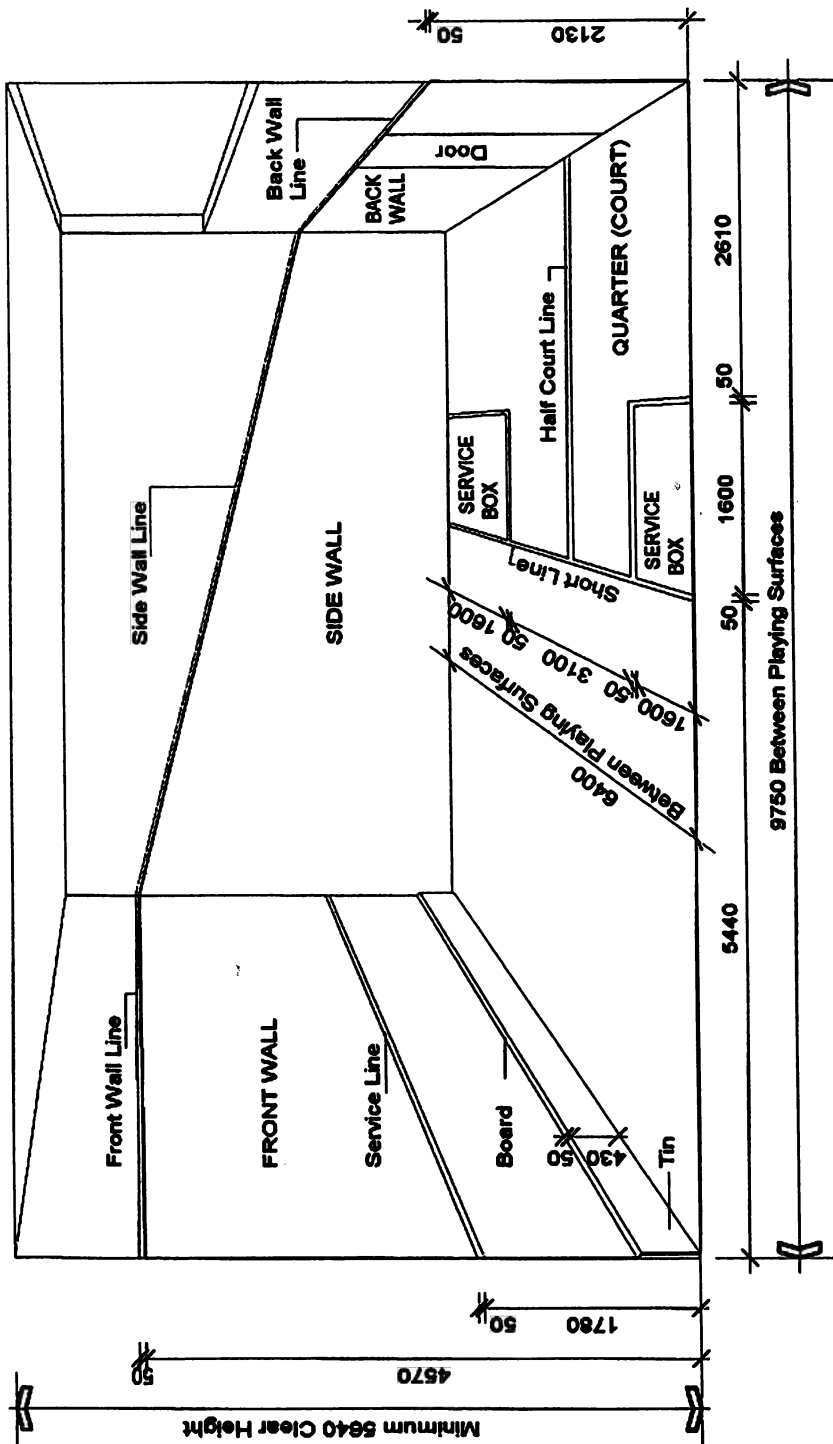 Minimum 5640 Clear Height
50
4570
50
1780
Front Wall Line
FRONT WALL
Service Line
Board
50
430
Tin
Side Wall Line
SIDE WALL
Back Wall
Line
BACK
WALL
Door
50
2130
SERVICE
BOX
Half Court Line
QUARTER (COURT)
SERVICE
BOX
Short Line
1600
50
3100
50
1600
6400
Between Playing Surfaces
5440
50
1600
50
2610
9750 Between Playing Surfaces